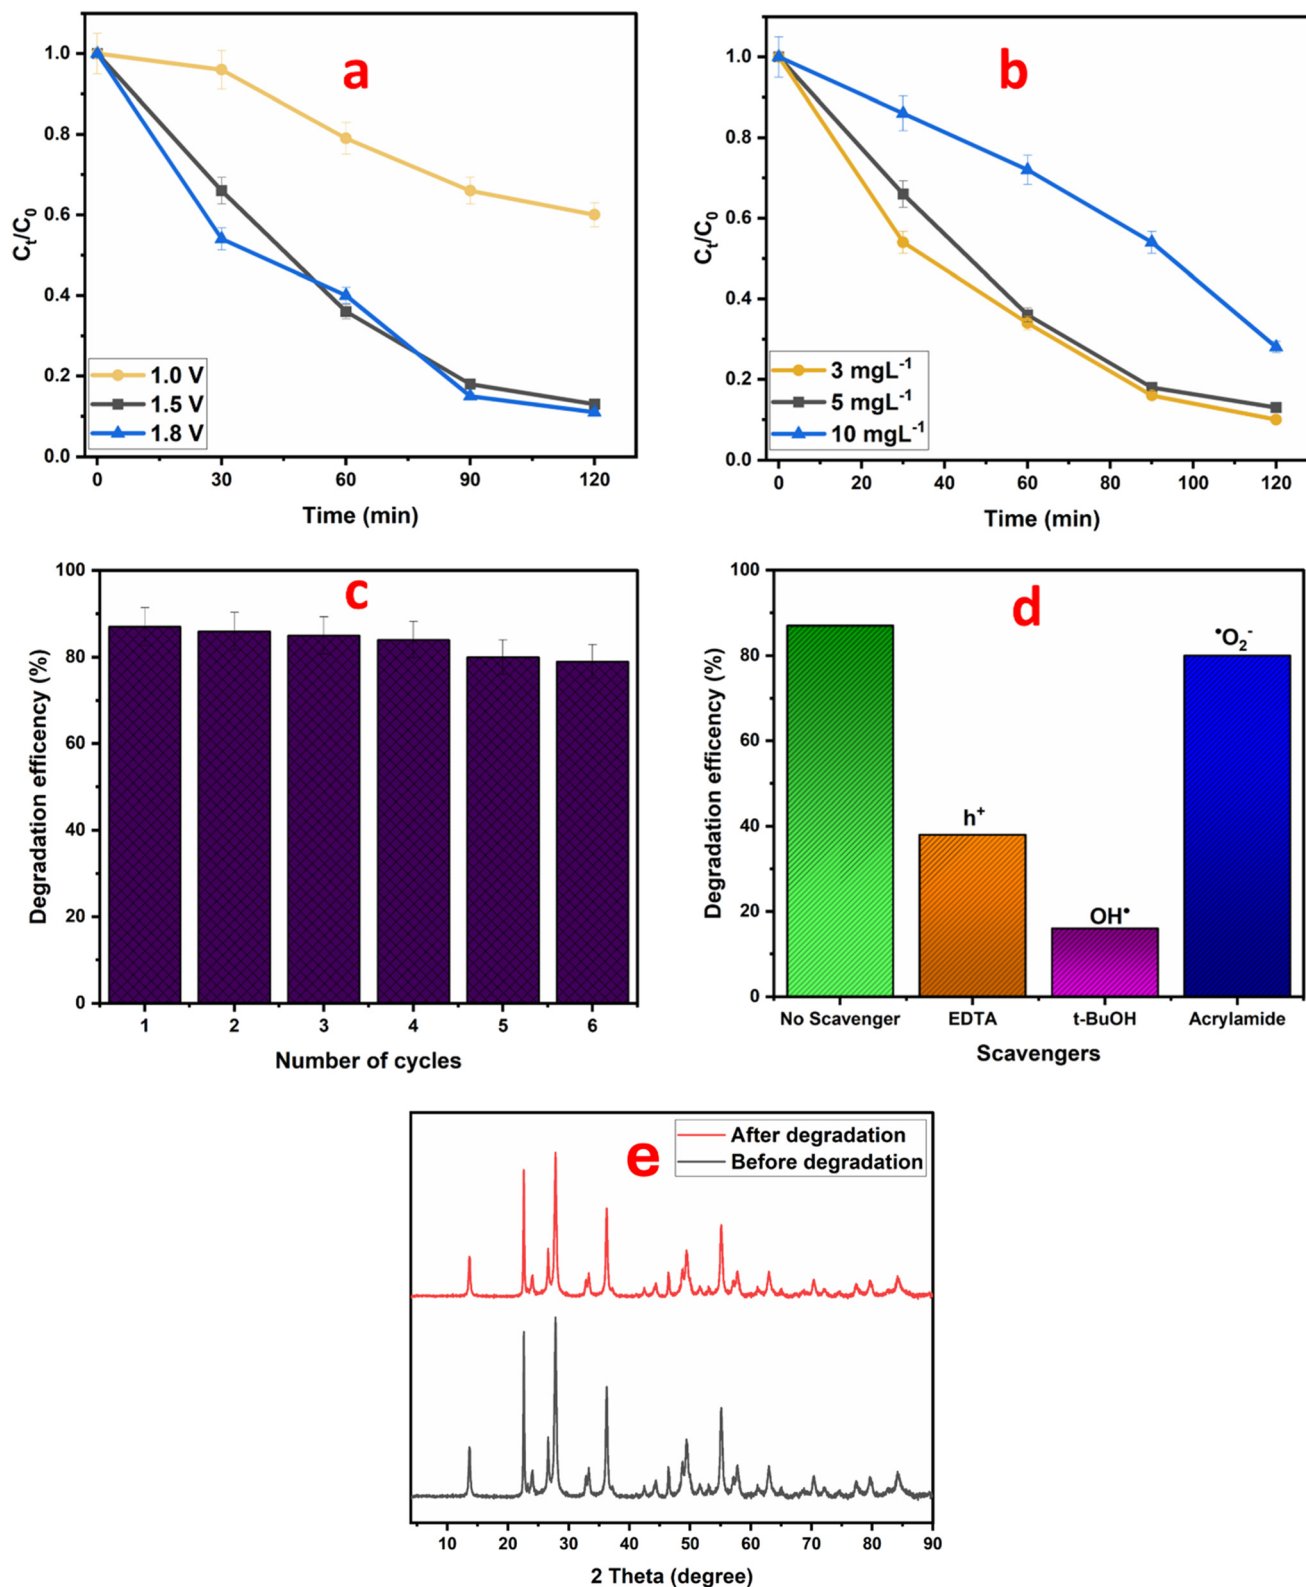 a
C_t/C_0
1.0
0.8
0.6
0.4
0.2
0.0
1.0 V
1.5 V
1.8 V
0 30 60 90 120
Time (min)
b
C_t/C_0
1.0
0.8
0.6
0.4
0.2
0.0
3 mgL⁻¹
5 mgL⁻¹
10 mgL⁻¹
0 20 40 60 80 100 120
Time (min)
c
Degradation efficency (%)
100
80
60
40
20
0
1 2 3 4 5 6
Number of cycles
d
Degradation efficency (%)
100
80
60
40
20
0
h⁺
OH•
•O₂⁻
No Scavenger EDTA t-BuOH Acrylamide
Scavengers
e
After degradation
Before degradation
10 20 30 40 50 60 70 80 90
2 Theta (degree)